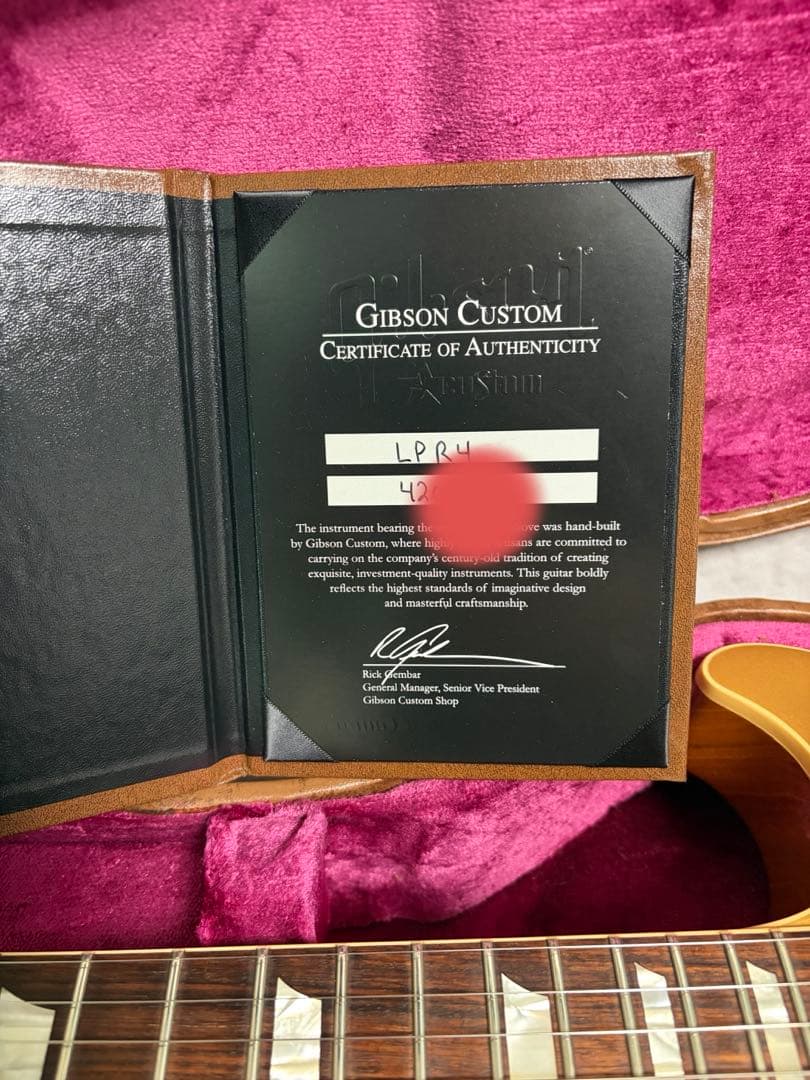 Gibson
GIBSON CUSTOM
CERTIFICATE OF AUTHENTICITY
Custom
LPR4
42
The instrument bearing the ove was hand-built
by Gibson Custom, where are committed to
carrying on the company's century-old tradition of creating
exquisite, investment-quality instruments. This guitar boldly
reflects the highest standards of imaginative design
and masterful craftsmanship.
Rick Gembar
General Manager, Senior Vice President
Gibson Custom Shop